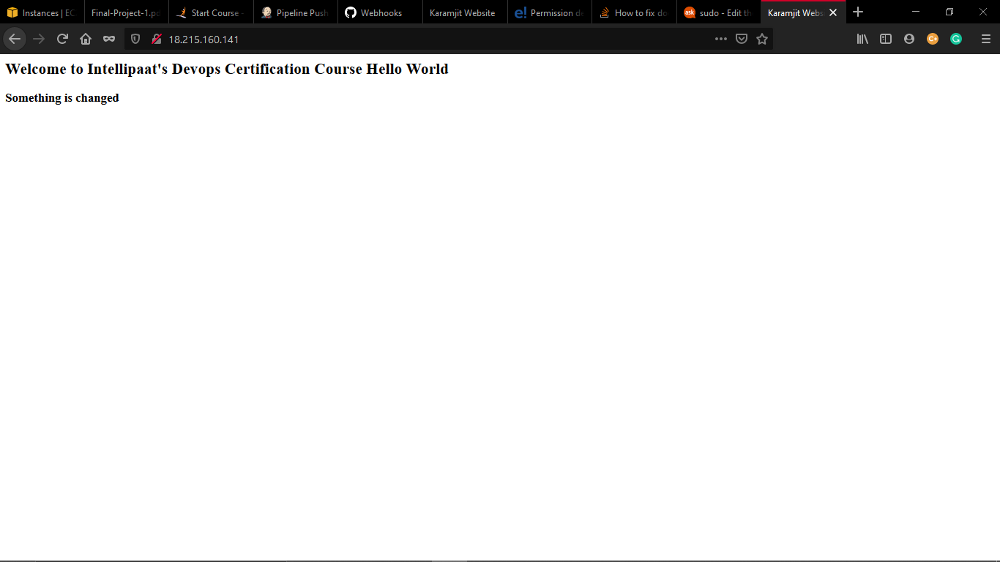 Instances | EC
Final-Project-1.pd
Start Course -
Pipeline Push
Webhooks
Karamjit Website
e! Permission de
How to fix do
ask sudo - Edit th
Karamjit Webs
18.215.160.141
Welcome to Intellipaat's Devops Certification Course Hello World
Something is changed